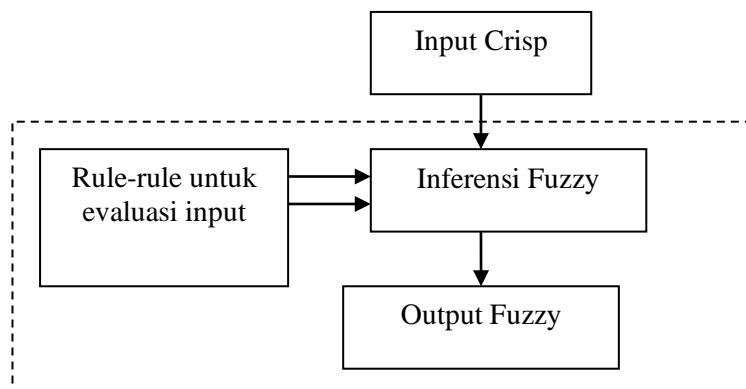 Input Crisp
Rule-rule untuk
evaluasi input
Inferensi Fuzzy
Output Fuzzy